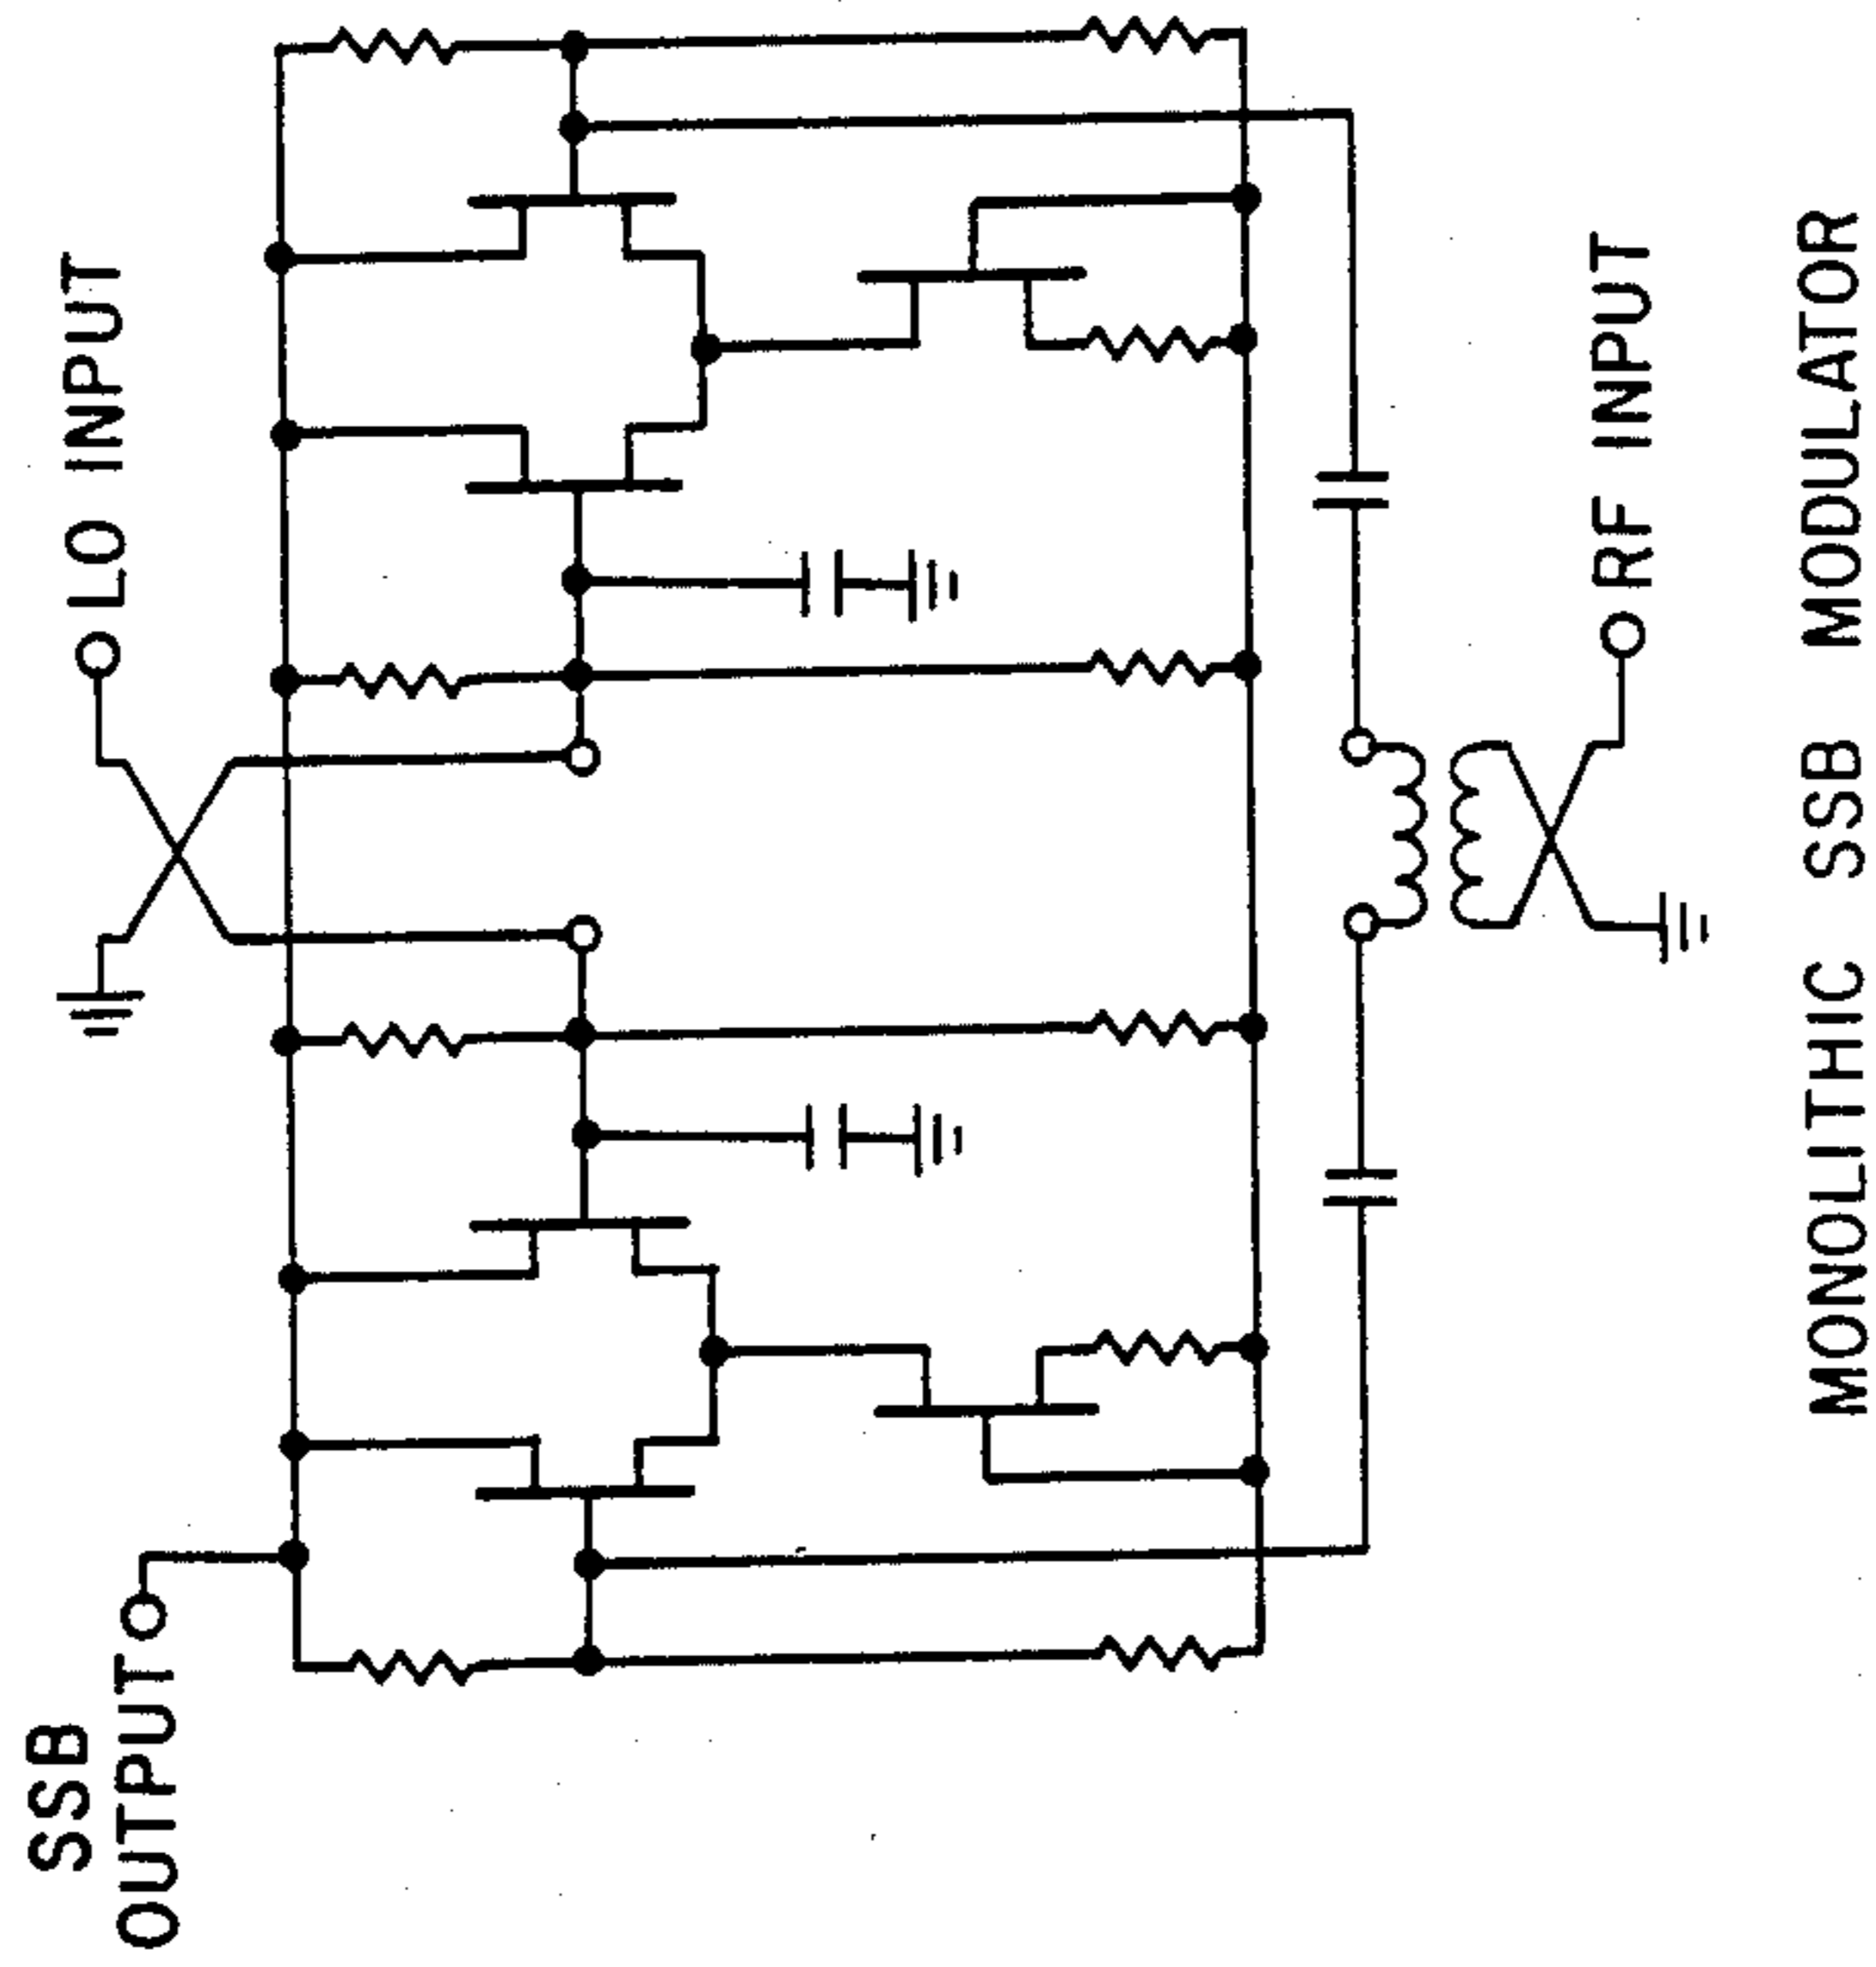 SSB
OUTPUT
LO INPUT
RF INPUT
MONOLITHIC SSB MODULATOR